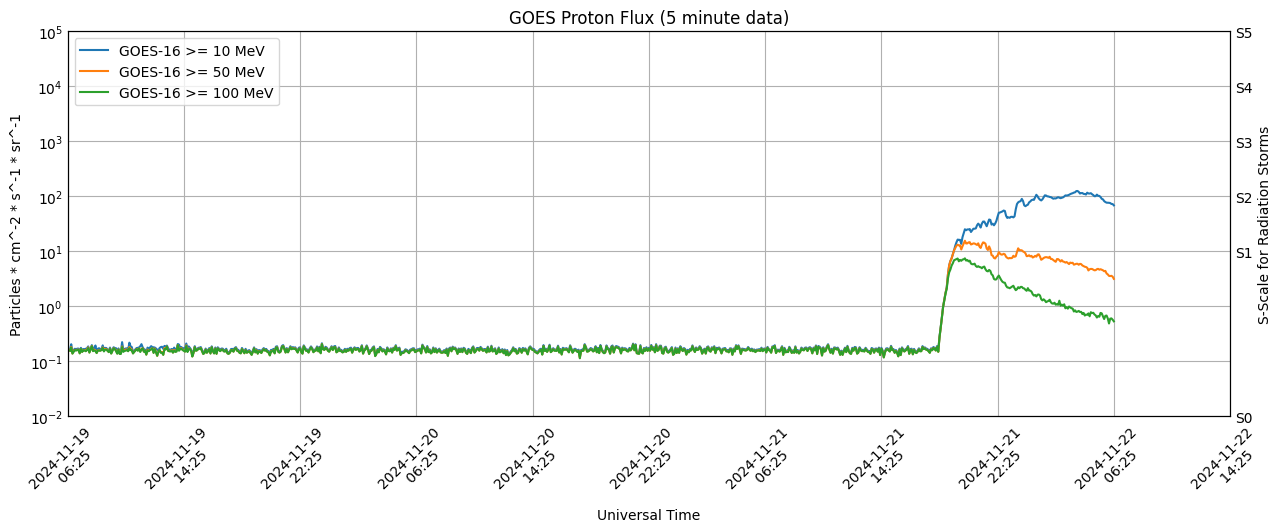 GOES Proton Flux (5 minute data)
GOES-16 >= 10 MeV
GOES-16 >= 50 MeV
GOES-16 >= 100 MeV
Particles * cm^-2 * s^-1 * sr^-1
10^5
10^4
10^3
10^2
10^1
10^0
10^-1
10^-2
S5
S4
S3
S2
S1
S0
S-Scale for Radiation Storms
2024-11-19
06:25
2024-11-19
14:25
2024-11-19
22:25
2024-11-20
06:25
2024-11-20
14:25
2024-11-20
22:25
2024-11-21
06:25
2024-11-21
14:25
2024-11-21
22:25
2024-11-22
06:25
2024-11-22
14:25
Universal Time